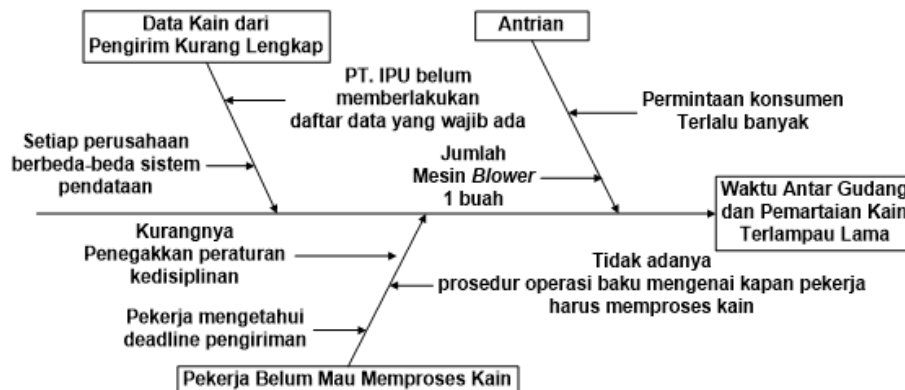 Data Kain dari
Pengirim Kurang Lengkap
Antrian
PT. IPU belum
memberlakukan
daftar data yang wajib ada
Permintaan konsumen
Terlalu banyak
Setiap perusahaan
berbeda-beda sistem
pendataan
Jumlah
Mesin Blower
1 buah
Waktu Antar Gudang
dan Pemartaian Kain
Terlampau Lama
Kurangnya
Penegakkan peraturan
kedisiplinan
Tidak adanya
prosedur operasi baku mengenai kapan pekerja
harus memproses kain
Pekerja mengetahui
deadline pengiriman
Pekerja Belum Mau Memproses Kain